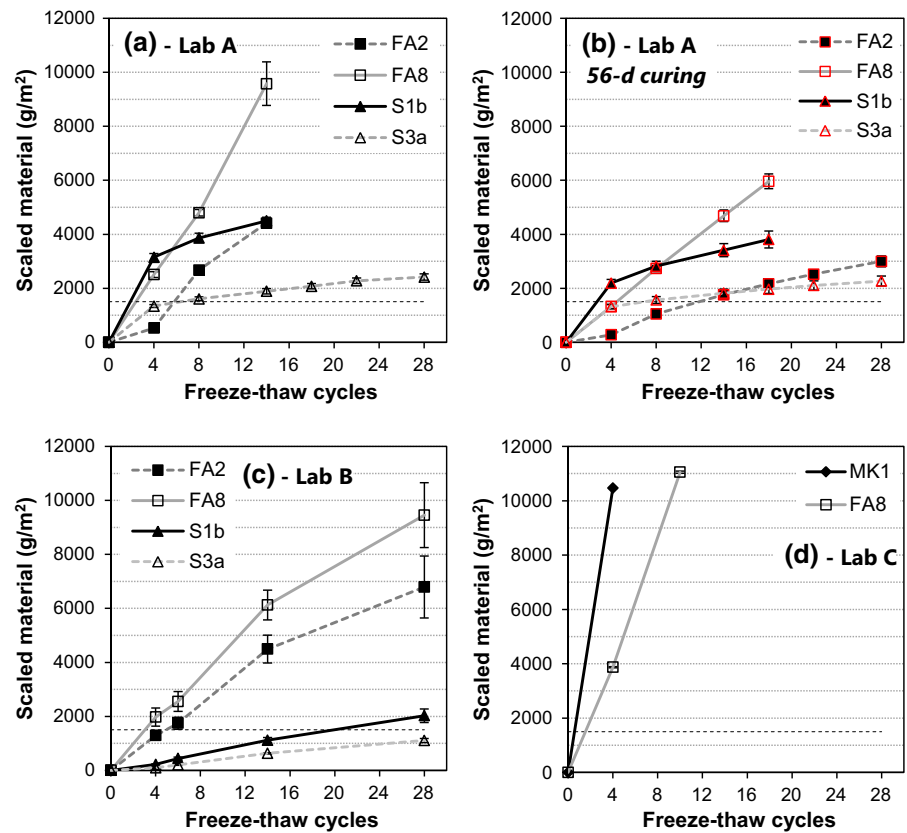 (a) - Lab A
FA2
FA8
S1b
S3a
Scaled material (g/m²)
12000
10000
8000
6000
4000
2000
0
0 4 8 12 16 20 24 28
Freeze-thaw cycles
(b) - Lab A
56-d curing
FA2
FA8
S1b
S3a
Scaled material (g/m²)
12000
10000
8000
6000
4000
2000
0
0 4 8 12 16 20 24 28
Freeze-thaw cycles
(c) - Lab B
FA2
FA8
S1b
S3a
Scaled material (g/m²)
12000
10000
8000
6000
4000
2000
0
0 4 8 12 16 20 24 28
Freeze-thaw cycles
MK1
FA8
(d) - Lab C
Scaled material (g/m²)
12000
10000
8000
6000
4000
2000
0
0 4 8 12 16 20 24 28
Freeze-thaw cycles